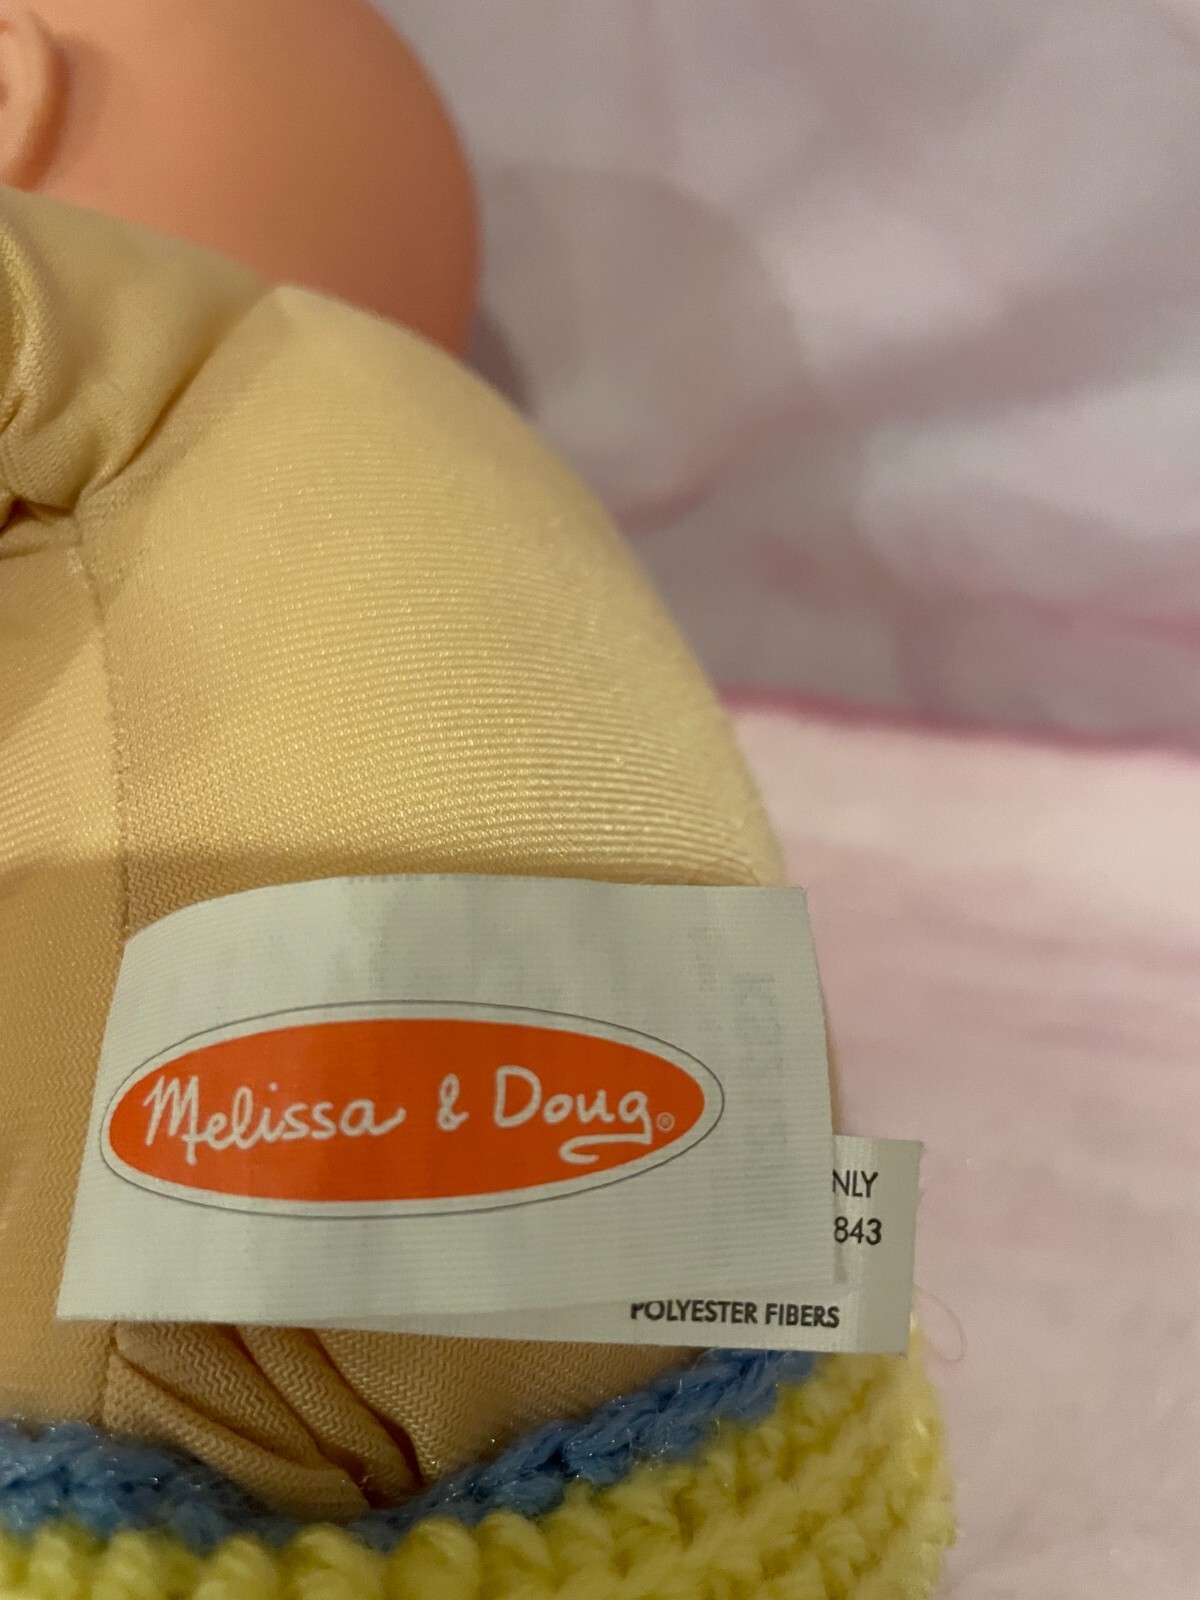 Melissa & Doug®
NLY
843
POLYESTER FIBERS